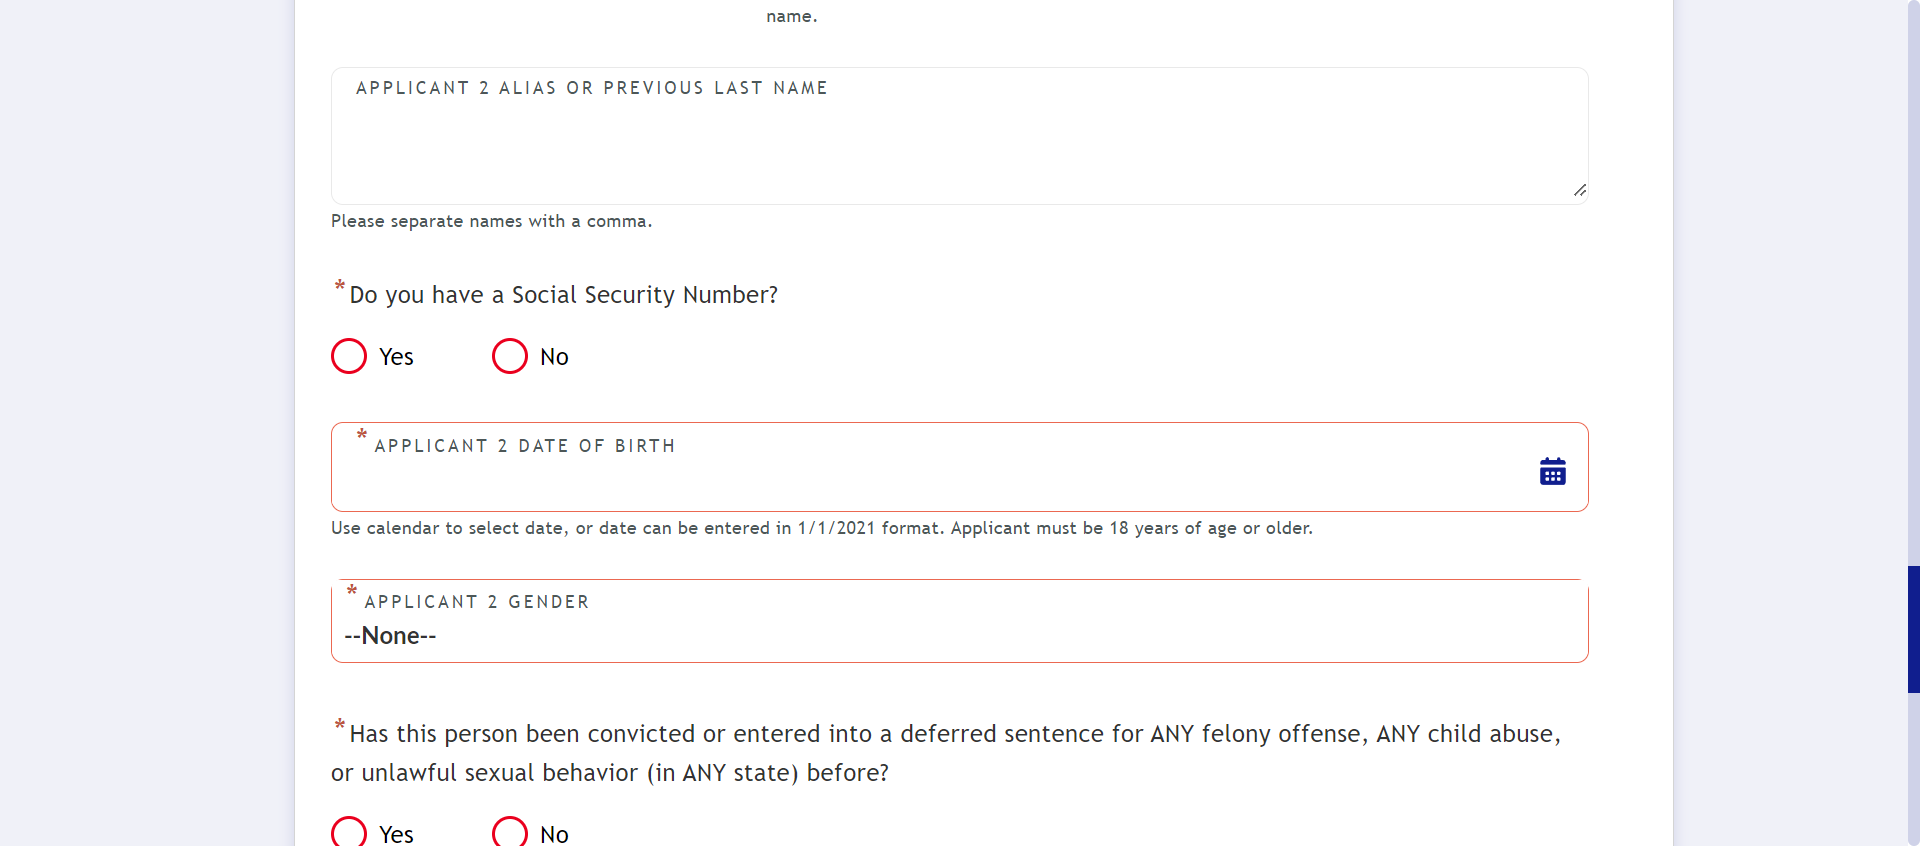 name.
APPLICANT 2 ALIAS OR PREVIOUS LAST NAME
Please separate names with a comma.
*Do you have a Social Security Number?
Yes No
*APPLICANT 2 DATE OF BIRTH
Use calendar to select date, or date can be entered in 1/1/2021 format. Applicant must be 18 years of age or older.
*APPLICANT 2 GENDER
--None--
*Has this person been convicted or entered into a deferred sentence for ANY felony offense, ANY child abuse,
or unlawful sexual behavior (in ANY state) before?
Yes No